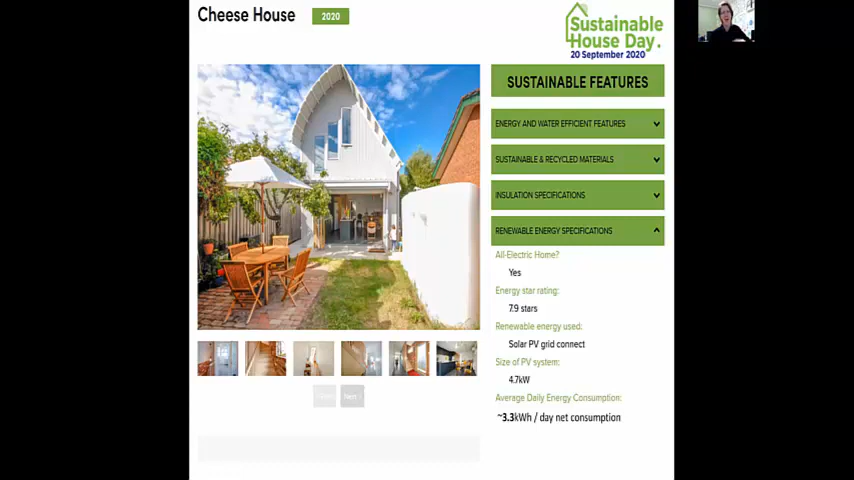 Cheese House
2020
Sustainable
House Day.
20 September 2020
SUSTAINABLE FEATURES
ENERGY AND WATER EFFICIENT FEATURES
SUSTAINABLE & RECYCLED MATERIALS
INSULATION SPECIFICATIONS
RENEWABLE ENERGY SPECIFICATIONS
All-Electric Home?
Yes
Energy star rating:
7.9 stars
Renewable energy used:
Solar PV grid connect
Size of PV system:
4.7kW
Average Daily Energy Consumption:
~3.3kWh / day net consumption
Next ›